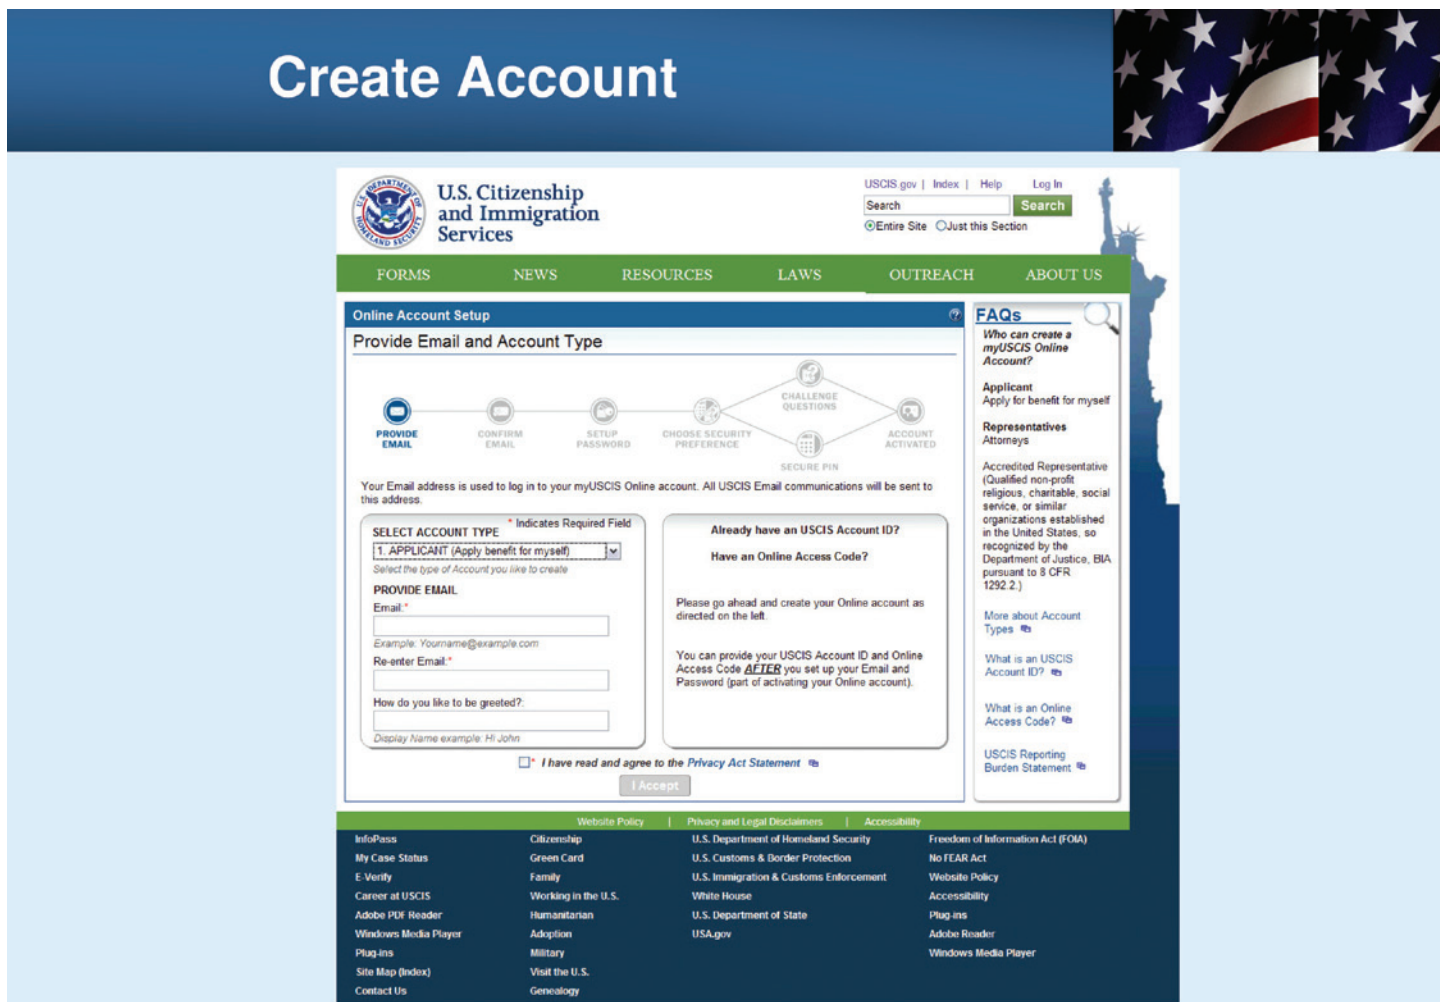 Create Account
U.S. DEPARTMENT OF HOMELAND SECURITY
U.S. Citizenship
and Immigration
Services
USCIS.gov | Index | Help Log In
Search Search
Entire Site Just this Section
FORMS NEWS RESOURCES LAWS OUTREACH ABOUT US
Online Account Setup
Provide Email and Account Type
CHALLENGE
QUESTIONS
PROVIDE
EMAIL
CONFIRM
EMAIL
SETUP
PASSWORD
CHOOSE SECURITY
PREFERENCE
ACCOUNT
ACTIVATED
SECURE PIN
Your Email address is used to log in to your myUSCIS Online account. All USCIS Email communications will be sent to
this address.
* Indicates Required Field
SELECT ACCOUNT TYPE
1. APPLICANT (Apply benefit for myself)
Select the type of Account you like to create
PROVIDE EMAIL
Email:*
Example: Yourname@example.com
Re-enter Email:*
How do you like to be greeted?:
Display Name example: Hi John
Already have an USCIS Account ID?
Have an Online Access Code?
Please go ahead and create your Online account as
directed on the left.
You can provide your USCIS Account ID and Online
Access Code AFTER you set up your Email and
Password (part of activating your Online account).
* I have read and agree to the Privacy Act Statement
I Accept
FAQs
Who can create a
myUSCIS Online
Account?
Applicant
Apply for benefit for myself
Representatives
Attorneys
Accredited Representative
(Qualified non-profit
religious, charitable, social
service, or similar
organizations established
in the United States, so
recognized by the
Department of Justice, BIA
pursuant to 8 CFR
1292.2.)
More about Account
Types
What is an USCIS
Account ID?
What is an Online
Access Code?
USCIS Reporting
Burden Statement
Website Policy | Privacy and Legal Disclaimers | Accessibility
InfoPass
My Case Status
E-Verify
Career at USCIS
Adobe PDF Reader
Windows Media Player
Plug-ins
Site Map (Index)
Contact Us
Citizenship
Green Card
Family
Working in the U.S.
Humanitarian
Adoption
Military
Visit the U.S.
Genealogy
U.S. Department of Homeland Security
U.S. Customs & Border Protection
U.S. Immigration & Customs Enforcement
White House
U.S. Department of State
USA.gov
Freedom of Information Act (FOIA)
No FEAR Act
Website Policy
Accessibility
Plug-ins
Adobe Reader
Windows Media Player